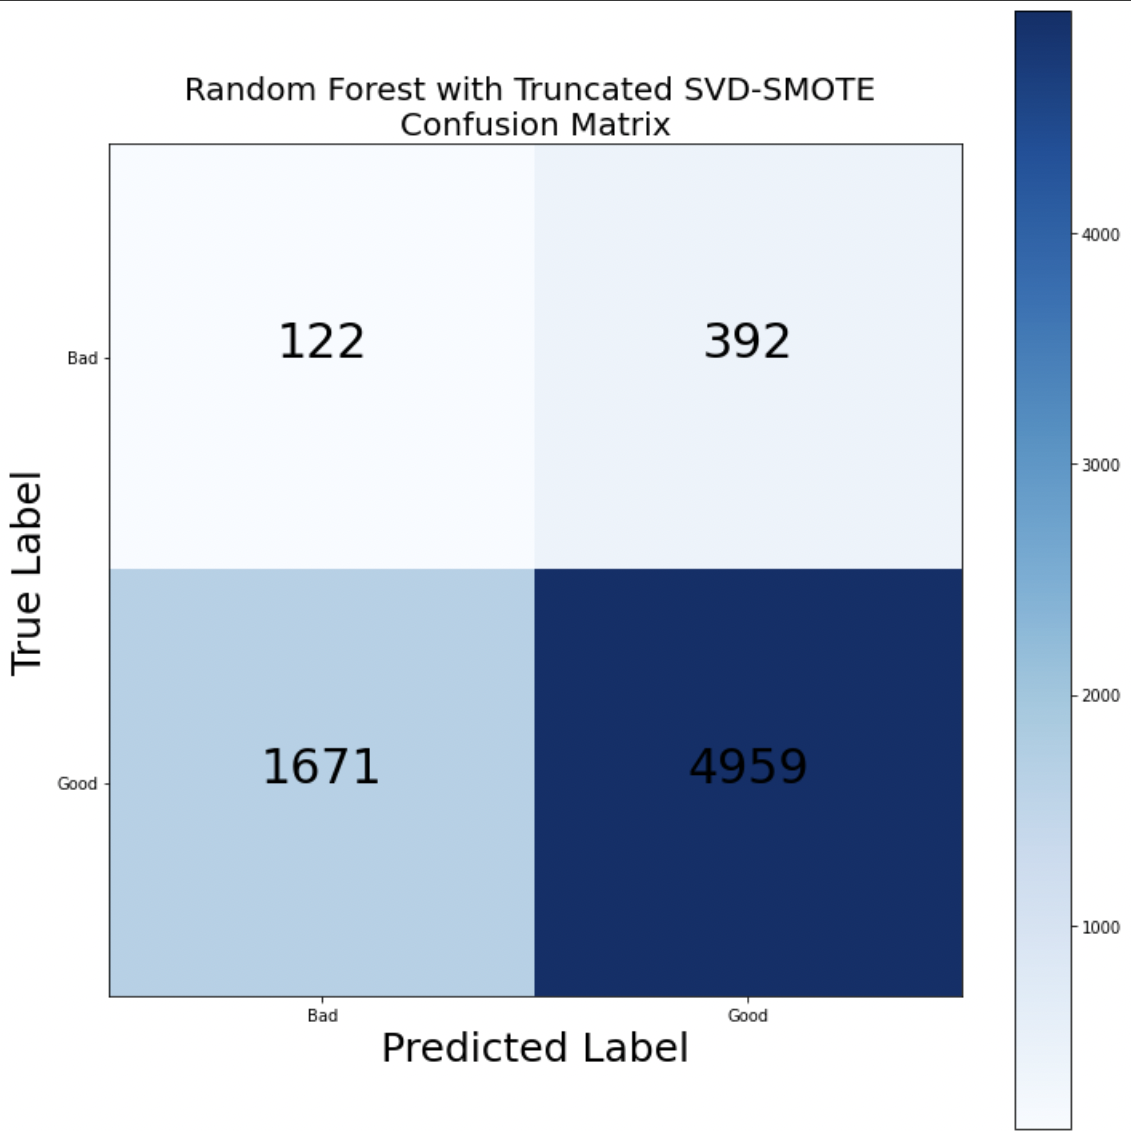 Random Forest with Truncated SVD-SMOTE
Confusion Matrix
True Label
Bad
122
392
Good
1671
4959
Bad
Good
Predicted Label
4000
3000
2000
1000